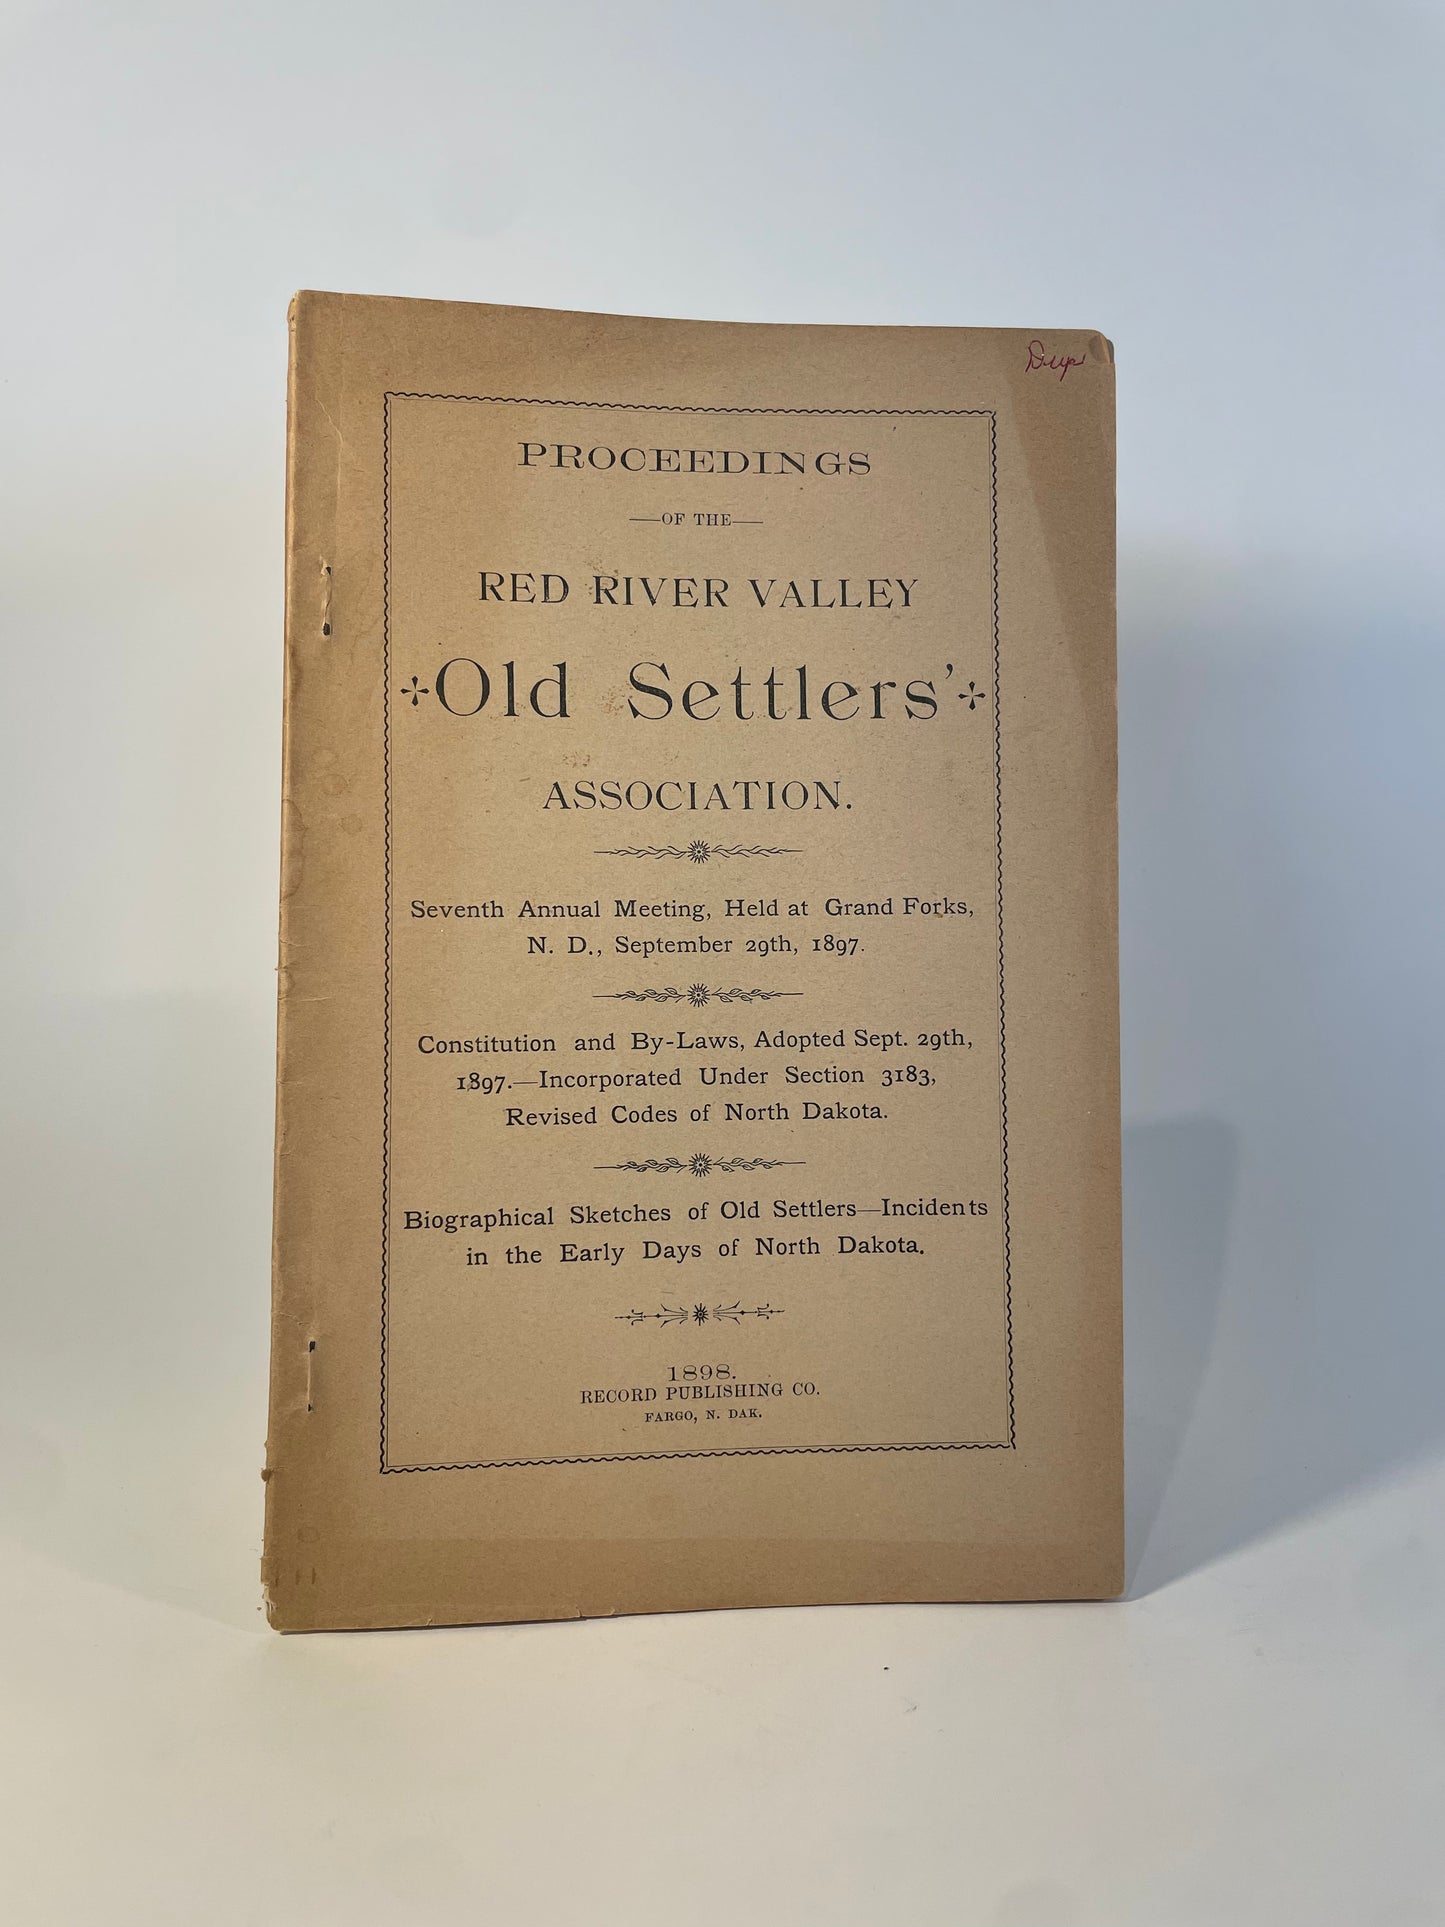 Dup
PROCEEDINGS
—OF THE—
RED RIVER VALLEY
Old Settlers'
ASSOCIATION.
Seventh Annual Meeting, Held at Grand Forks,
N. D., September 29th, 1897.
Constitution and By-Laws, Adopted Sept. 29th,
1897.—Incorporated Under Section 3183,
Revised Codes of North Dakota.
Biographical Sketches of Old Settlers—Incidents
in the Early Days of North Dakota.
1898.
RECORD PUBLISHING CO.
FARGO, N. DAK.